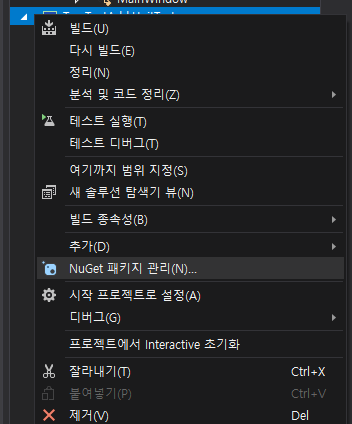 MainWindow
빌드(U)
다시 빌드(E)
정리(N)
분석 및 코드 정리(Z)
테스트 실행(T)
테스트 디버그(T)
여기까지 범위 지정(S)
새 솔루션 탐색기 뷰(N)
빌드 종속성(B)
추가(D)
NuGet 패키지 관리(N)...
시작 프로젝트로 설정(A)
디버그(G)
프로젝트에서 Interactive 초기화
잘라내기(T) Ctrl+X
붙여넣기(P) Ctrl+V
제거(V) Del